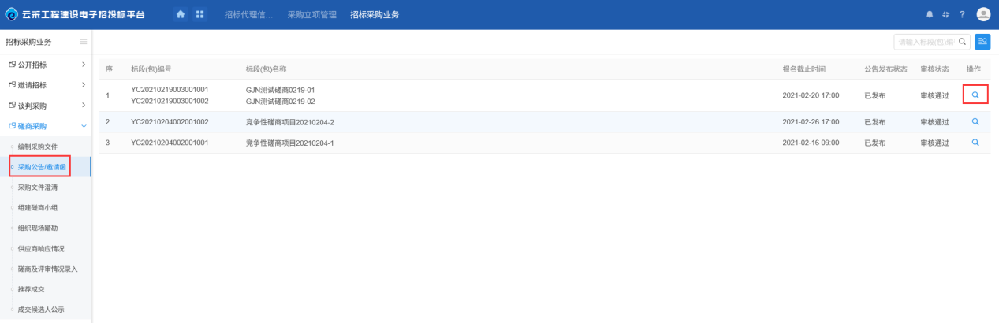 云采工程建设电子招投标平台 招标代理信... 采购立项管理 招标采购业务 ?
招标采购业务 请输入标段(包)编
公开招标
邀请招标
谈判采购
磋商采购
编制采购文件
采购公告/邀请函
采购文件澄清
组建磋商小组
组织现场踏勘
供应商响应情况
磋商及评审情况录入
推荐成交
成交候选人公示
序 标段(包)编号 标段(包)名称 报名截止时间 公告发布状态 审核状态 操作
1 YC20210219003001001 GJN测试磋商0219-01 2021-02-20 17:00 已发布 审核通过
YC20210219003001002 GJN测试磋商0219-02
2 YC20210204002001002 竞争性磋商项目20210204-2 2021-02-26 17:00 已发布 审核通过
3 YC20210204002001001 竞争性磋商项目20210204-1 2021-02-16 09:00 已发布 审核通过